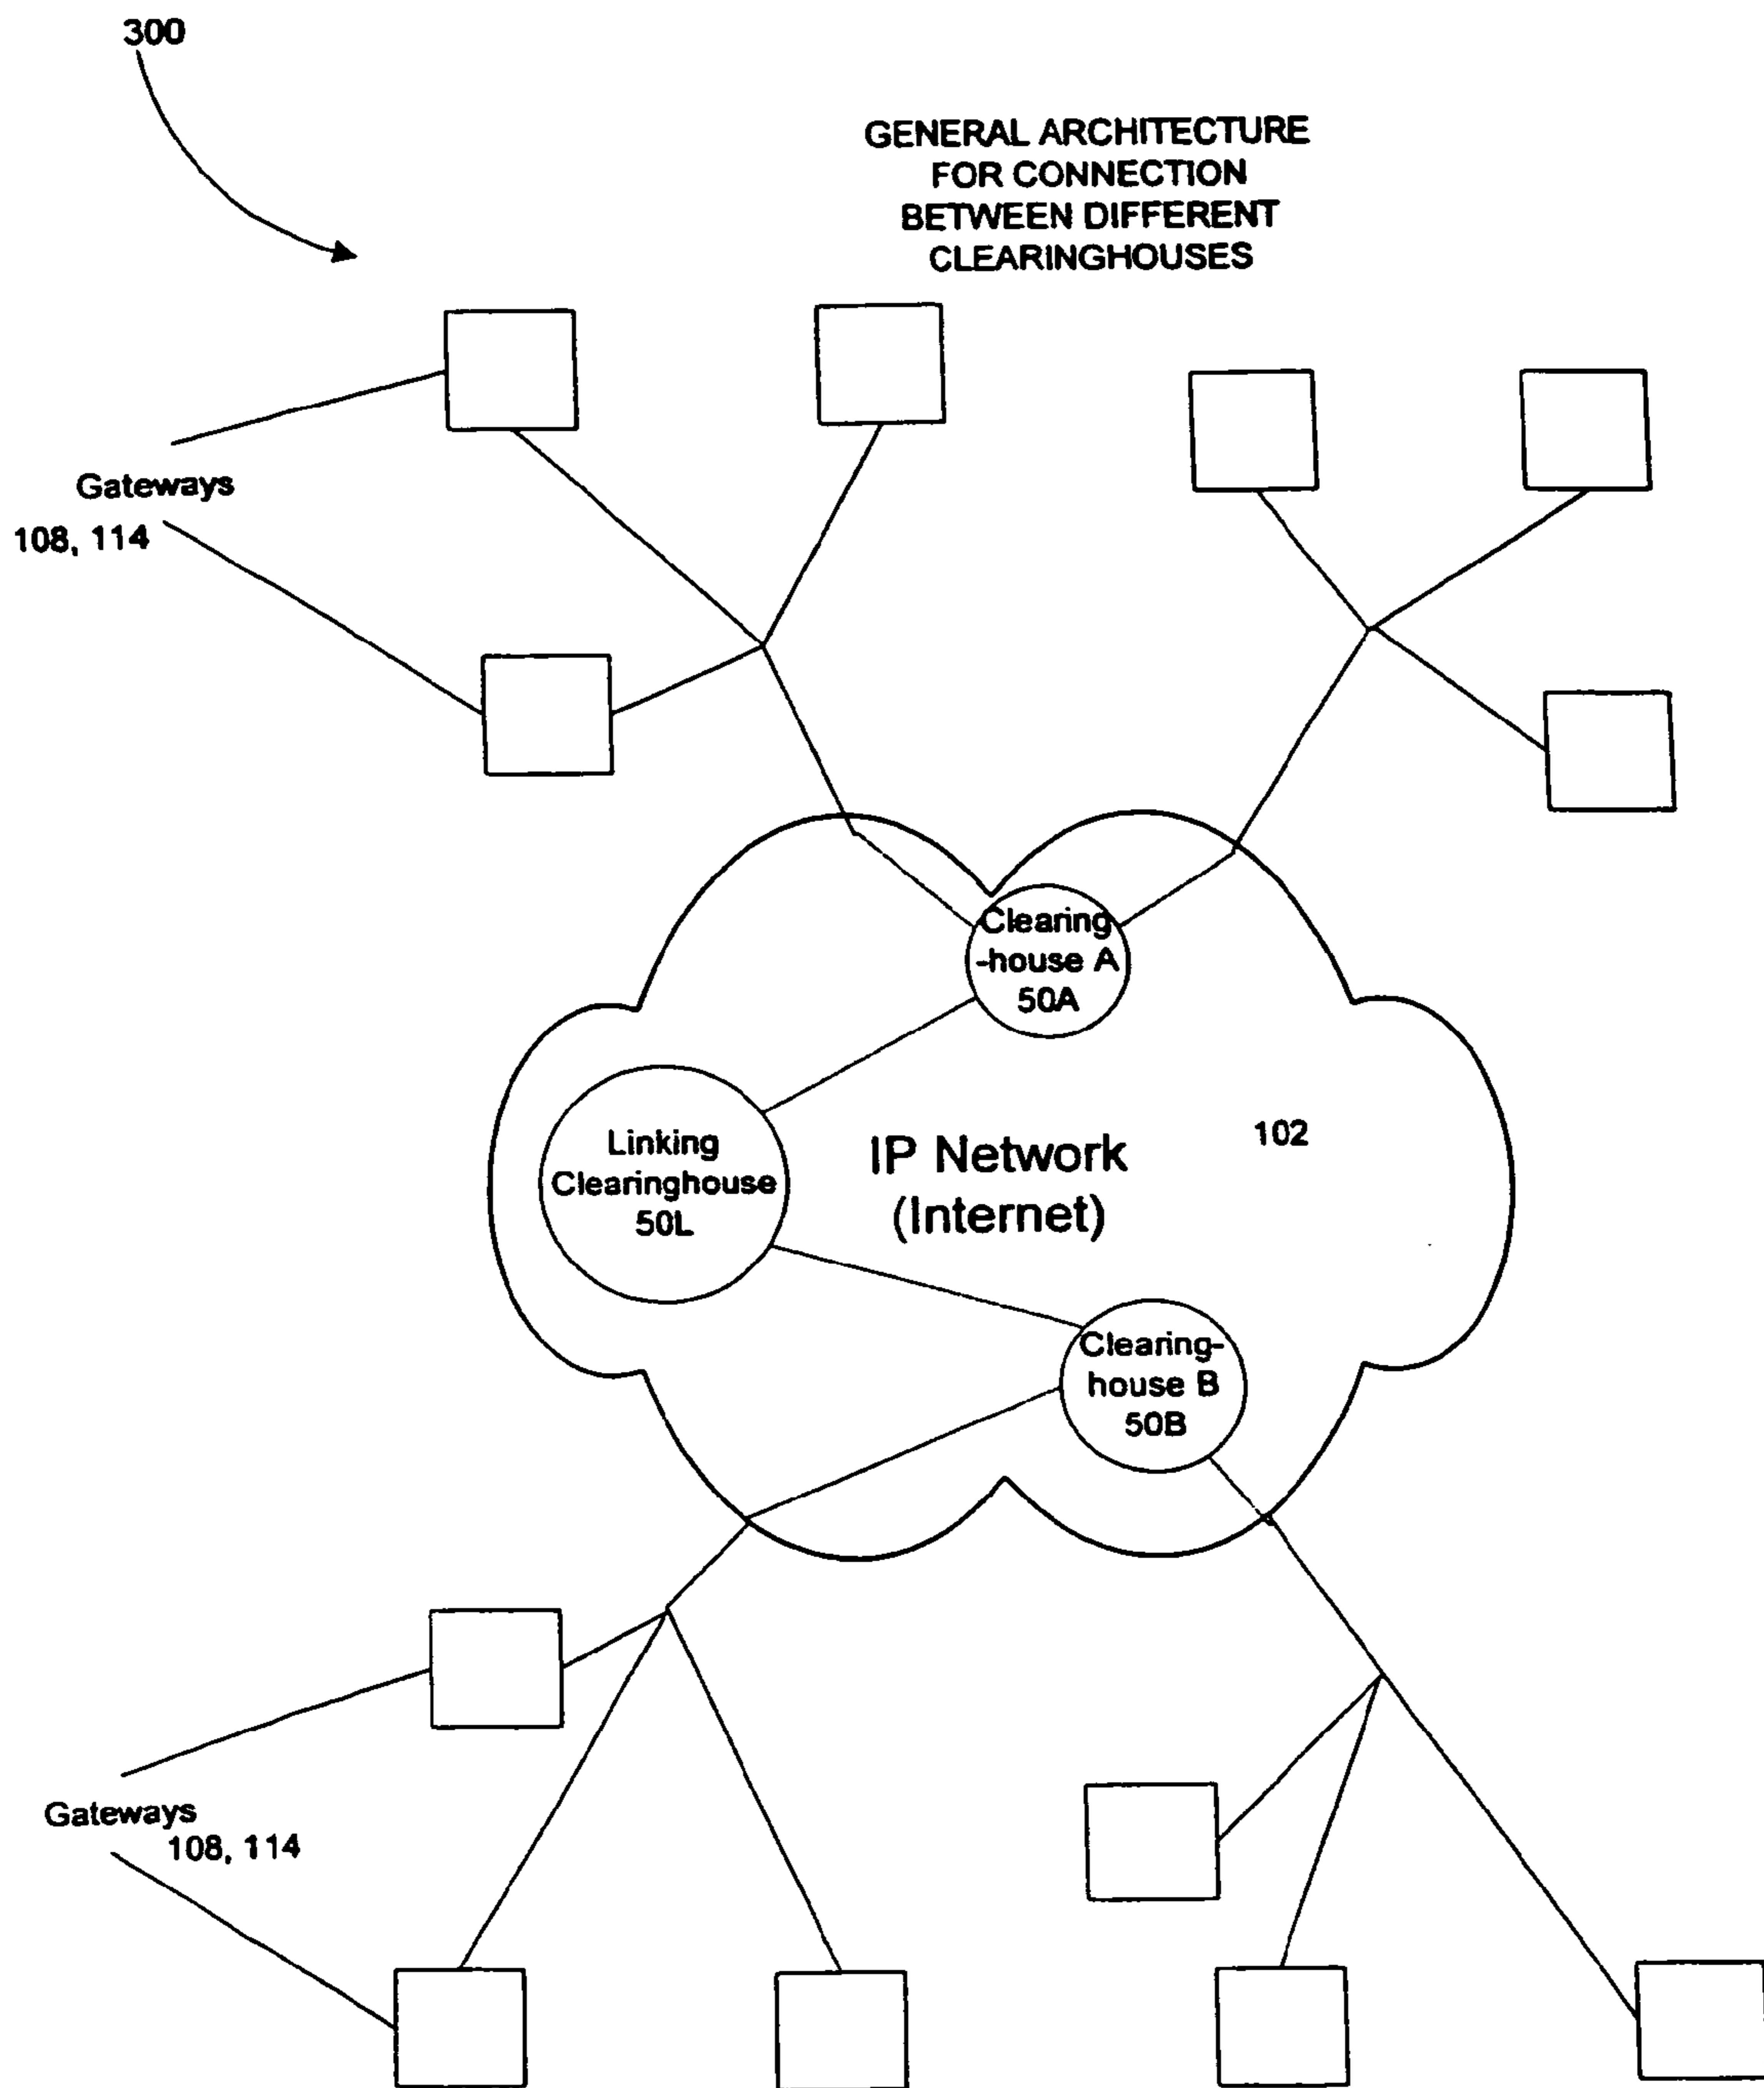 300
GENERAL ARCHITECTURE
FOR CONNECTION
BETWEEN DIFFERENT
CLEARINGHOUSES
Gateways
108, 114
Clearing
-house A
50A
Linking
Clearinghouse
50L
IP Network
(Internet)
102
Clearing-
house B
50B
Gateways
108, 114